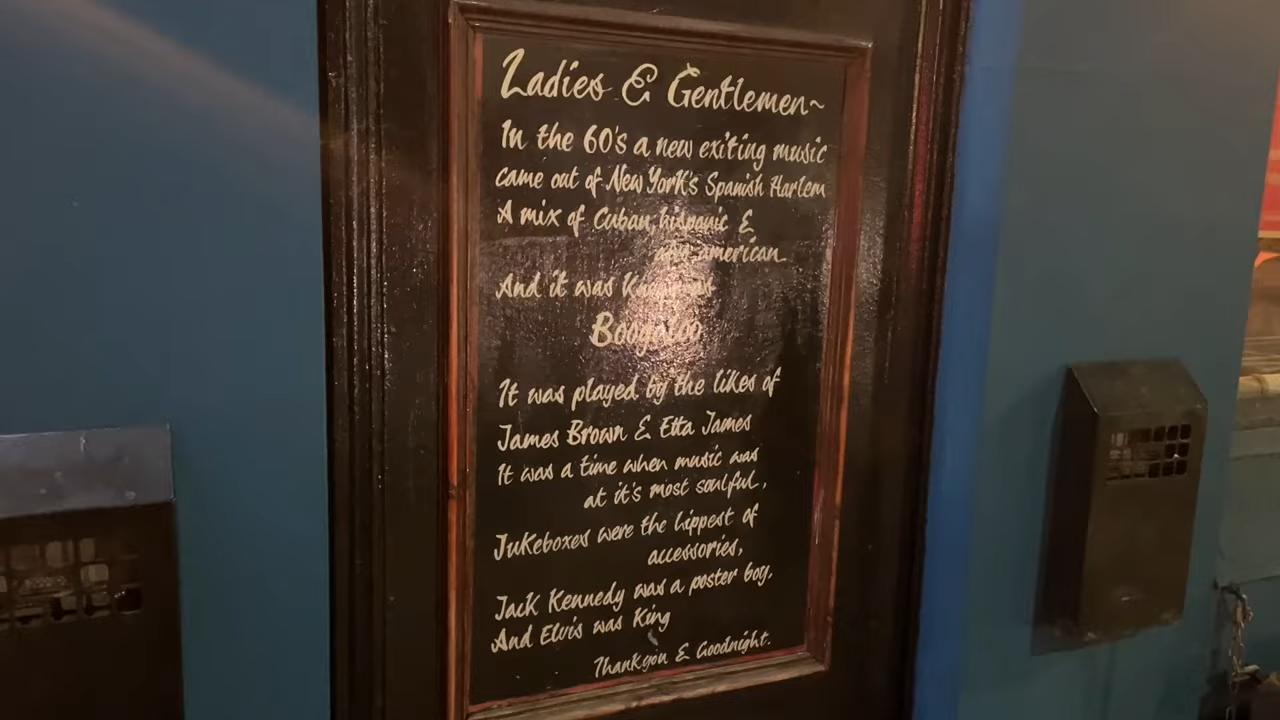 Ladies & Gentlemen~
In the 60's a new exiting music
came out of New York's Spanish Harlem
A mix of Cuban, hispanic &
afro-american
And it was Known as
Boogaloo
It was played by the likes of
James Brown & Etta James
It was a time when music was
at it's most soulful,
Jukeboxes were the hippest of
accessories,
Jack Kennedy was a poster boy,
And Elvis was King
Thankyou & Goodnight.